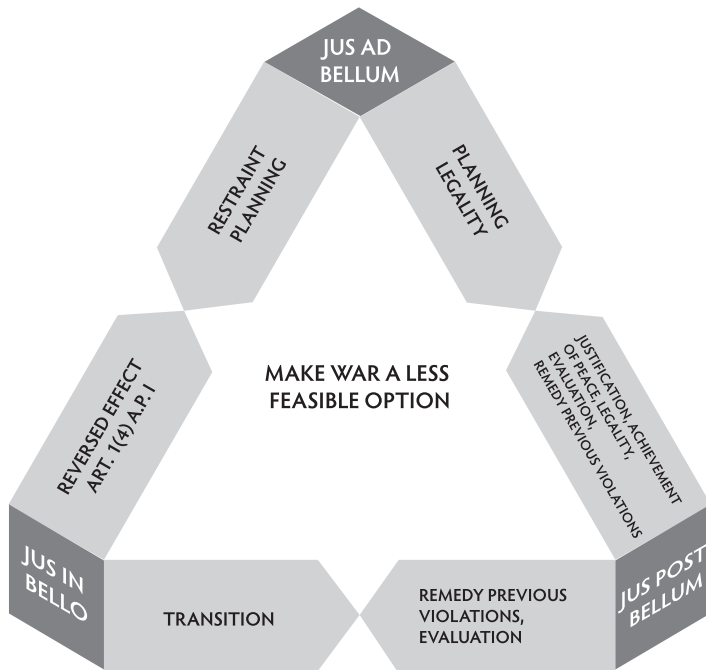 JUS AD
BELLUM
RESTRAINT
PLANNING
PLANNING
LEGALITY
MAKE WAR A LESS
FEASIBLE OPTION
REVERSED EFFECT
ART. 1(4) A.P. I
JUSTIFICATION, ACHIEVEMENT
OF PEACE, LEGALITY,
EVALUATION,
REMEDY PREVIOUS VIOLATIONS
JUS IN
BELLO
TRANSITION
REMEDY PREVIOUS
VIOLATIONS,
EVALUATION
JUS POST
BELLUM